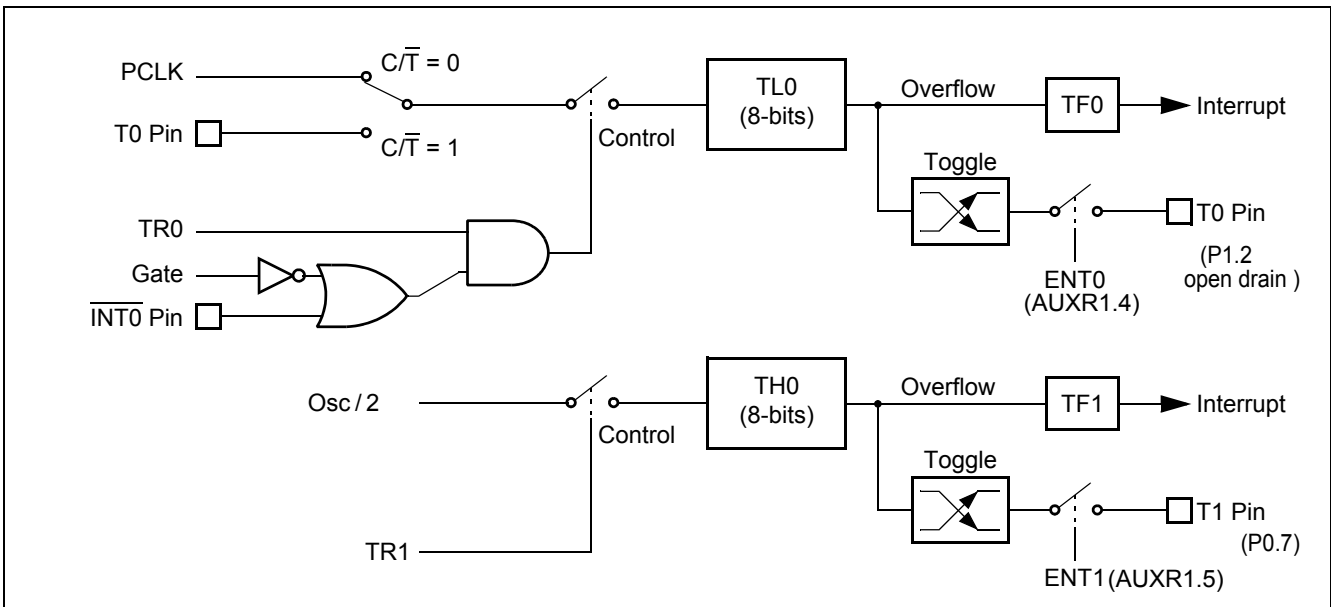 PCLK
C/T̅ = 0
T0 Pin
C/T̅ = 1
Control
TL0
(8-bits)
Overflow
TF0
Interrupt
Toggle
T0 Pin
(P1.2
open drain )
ENT0
(AUXR1.4)
TR0
Gate
I̅N̅T̅0̅ Pin
Osc / 2
Control
TH0
(8-bits)
Overflow
TF1
Interrupt
Toggle
T1 Pin
(P0.7)
ENT1 (AUXR1.5)
TR1